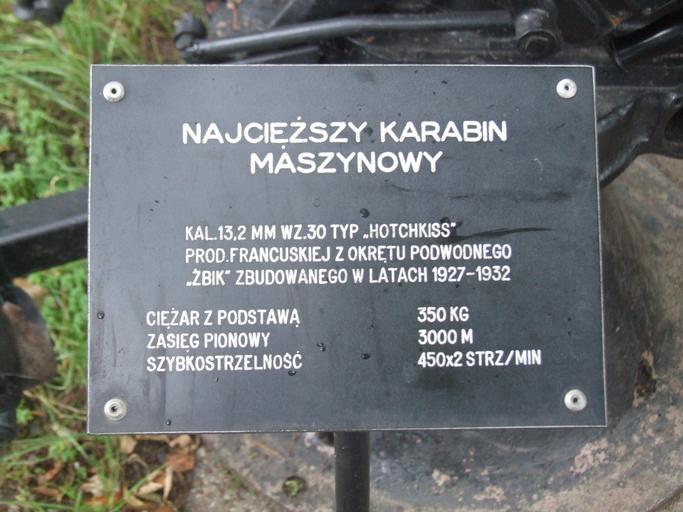 NAJCIĘŻSZY KARABIN
MASZYNOWY
KAL.13,2 MM WZ.30 TYP „HOTCHKISS”
PROD.FRANCUSKIEJ Z OKRĘTU PODWODNEGO
„ŻBIK” ZBUDOWANEGO W LATACH 1927-1932
CIĘŻAR Z PODSTAWĄ 350 KG
ZASIĘG PIONOWY 3000 M
SZYBKOSTRZELNOŚĆ 450x2 STRZ/MIN